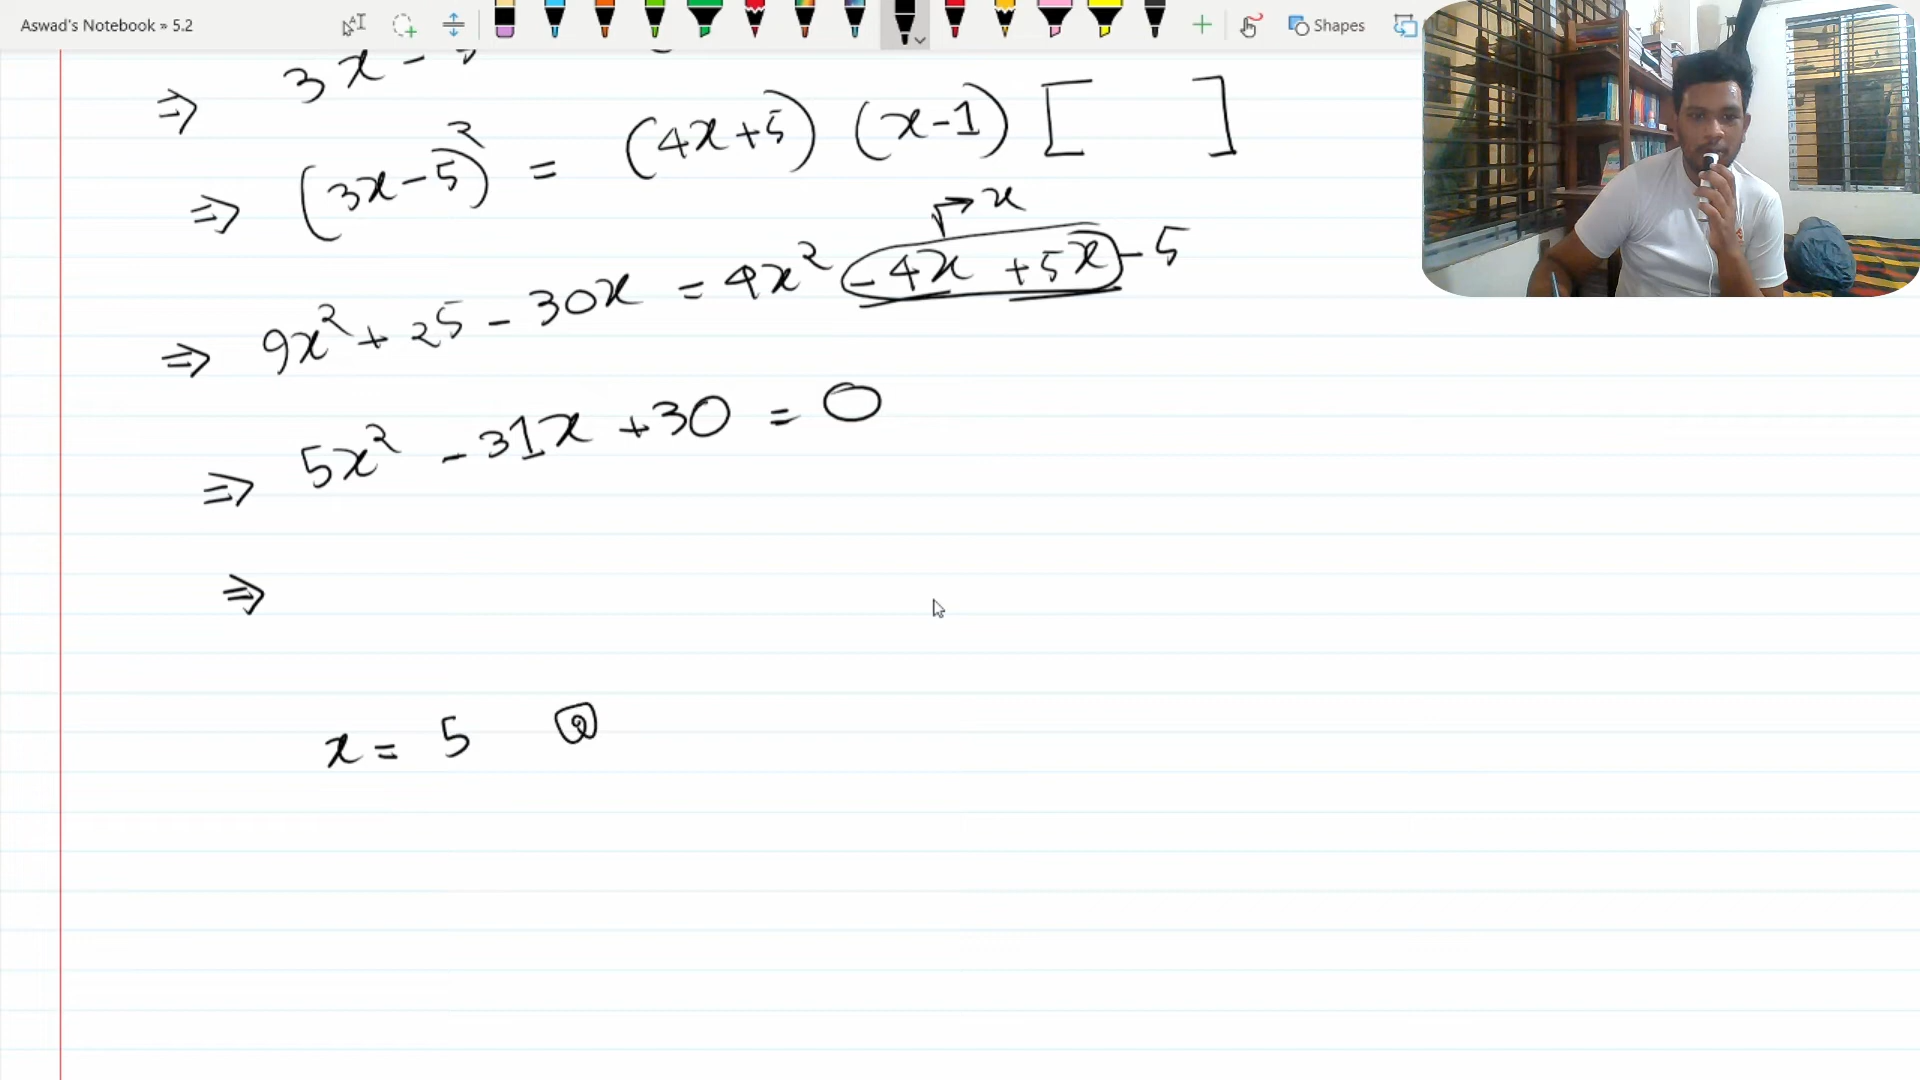 Aswad's Notebook » 5.2
Shapes
⇒ 3x - 5
⇒ (3x-5)² = (4x+5) (x-1) [ ]
→ x
⇒ 9x² + 25 - 30x = 4x² -4x +5x -5
⇒ 5x² - 31x +30 = 0
⇒
x = 5